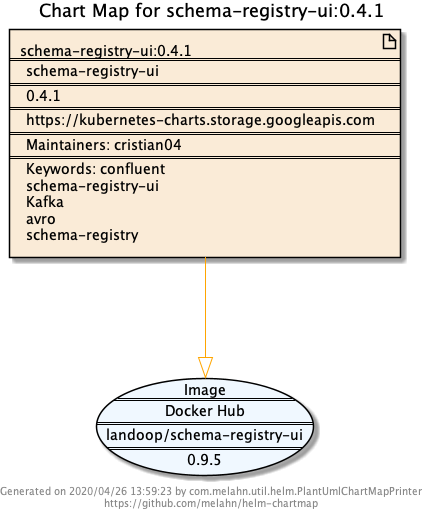 Chart Map for schema-registry-ui:0.4.1
schema-registry-ui:0.4.1
schema-registry-ui
0.4.1
https://kubernetes-charts.storage.googleapis.com
Maintainers: cristian04
Keywords: confluent
schema-registry-ui
Kafka
avro
schema-registry
Image
Docker Hub
landoop/schema-registry-ui
0.9.5
Generated on 2020/04/26 13:59:23 by com.melahn.util.helm.PlantUmlChartMapPrinter
https://github.com/melahn/helm-chartmap